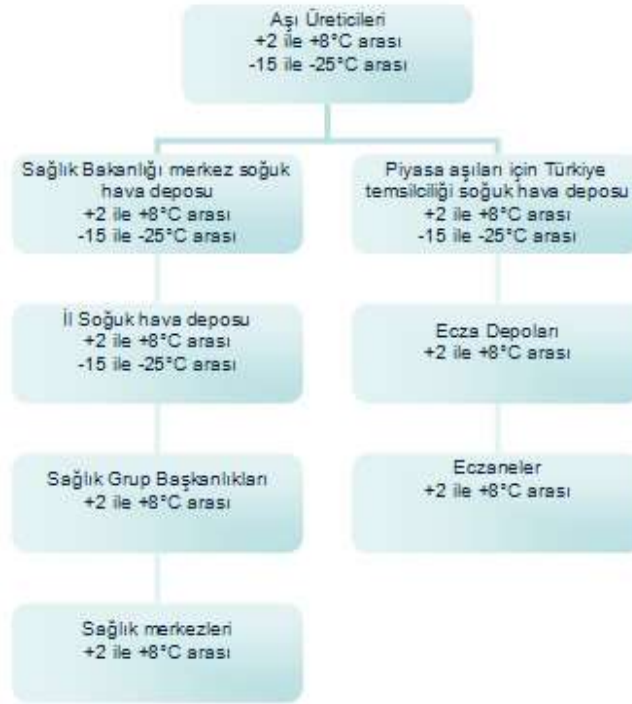 Aşı Üreticileri
+2 ile +8°C arası
-15 ile -25°C arası
Sağlık Bakanlığı merkez soğuk
hava deposu
+2 ile +8°C arası
-15 ile -25°C arası
Piyasa aşıları için Türkiye
temsilciliği soğuk hava deposu
+2 ile +8°C arası
-15 ile -25°C arası
İl Soğuk hava deposu
+2 ile +8°C arası
-15 ile -25°C arası
Ecza Depoları
+2 ile +8°C arası
Sağlık Grup Başkanlıkları
+2 ile +8°C arası
Eczaneler
+2 ile +8°C arası
Sağlık merkezleri
+2 ile +8°C arası